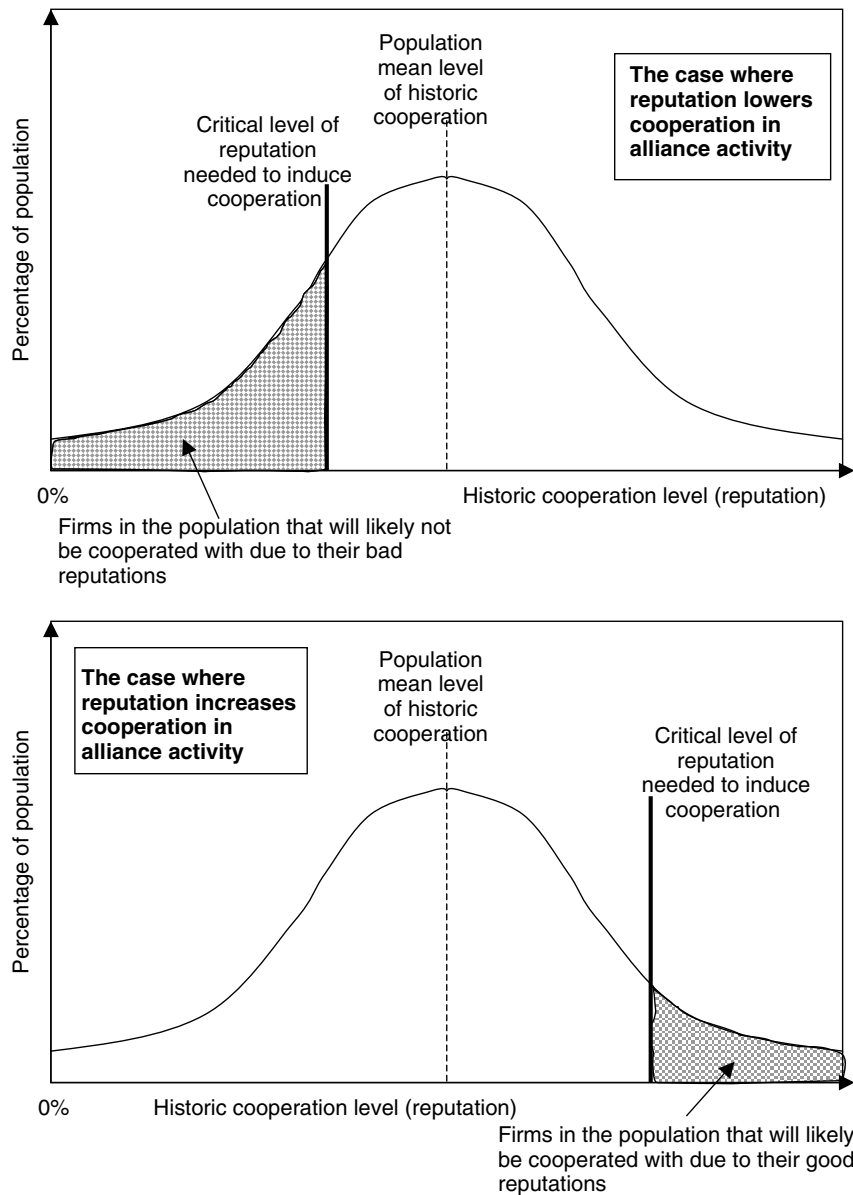 Population
mean level
of historic
cooperation
The case where
reputation lowers
cooperation in
alliance activity
Critical level of
reputation
needed to induce
cooperation
Percentage of population
0%
Historic cooperation level (reputation)
Firms in the population that will likely not
be cooperated with due to their bad
reputations
The case where
reputation increases
cooperation in
alliance activity
Population
mean level
of historic
cooperation
Critical level of
reputation
needed to induce
cooperation
Percentage of population
0%
Historic cooperation level (reputation)
Firms in the population that will likely
be cooperated with due to their good
reputations